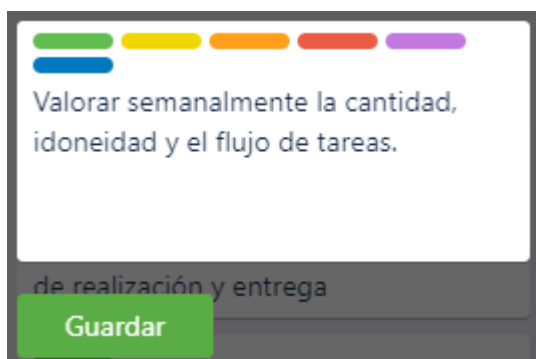 Valorar semanalmente la cantidad,
idoneidad y el flujo de tareas.
de realización y entrega
Guardar